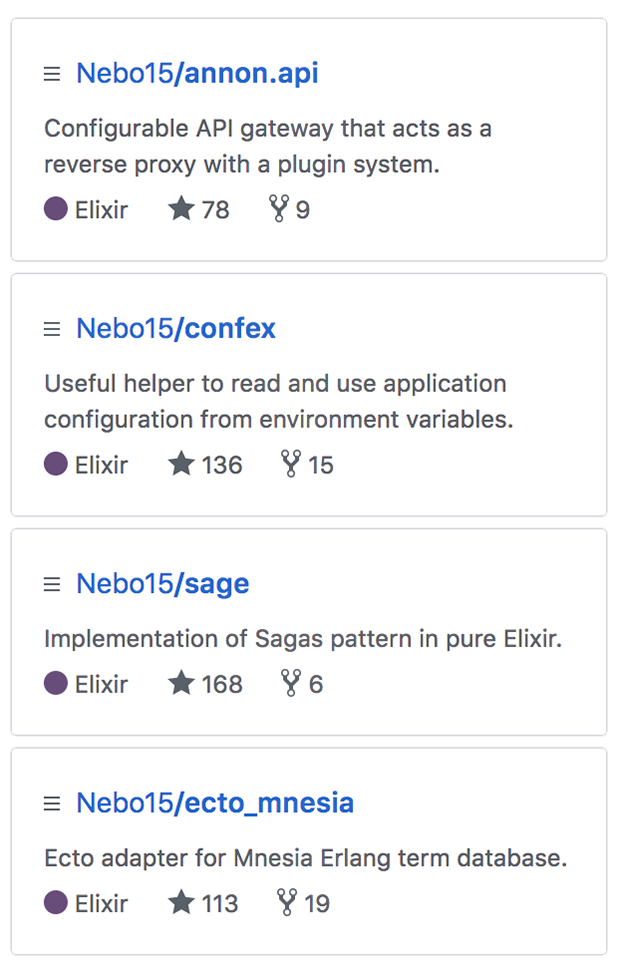 Nebo15/annon.api
Configurable API gateway that acts as a
reverse proxy with a plugin system.
Elixir 78 9
Nebo15/confex
Useful helper to read and use application
configuration from environment variables.
Elixir 136 15
Nebo15/sage
Implementation of Sagas pattern in pure Elixir.
Elixir 168 6
Nebo15/ecto_mnesia
Ecto adapter for Mnesia Erlang term database.
Elixir 113 19